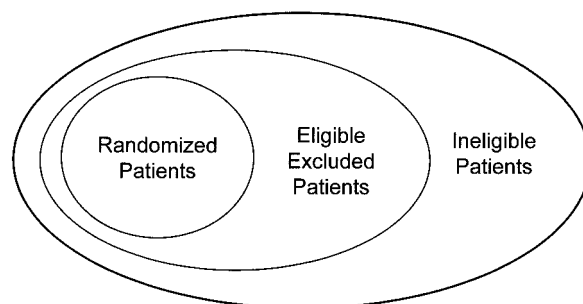 Randomized
Patients
Eligible
Excluded
Patients
Ineligible
Patients